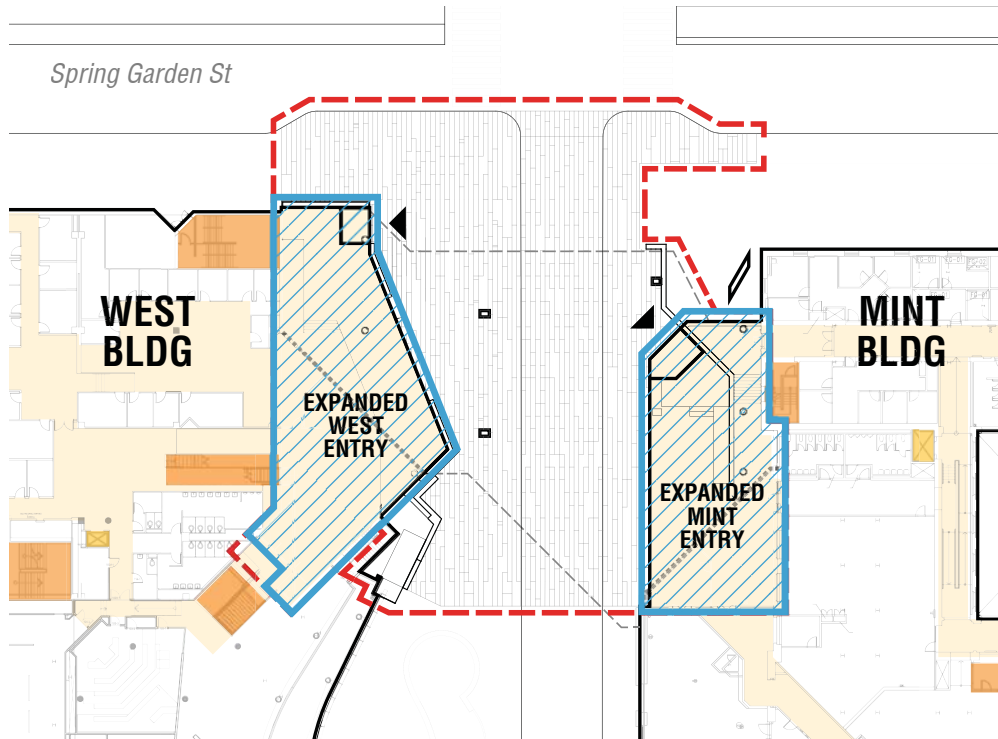 Spring Garden St
WEST
BLDG
MINT
BLDG
EXPANDED
WEST
ENTRY
EXPANDED
MINT
ENTRY